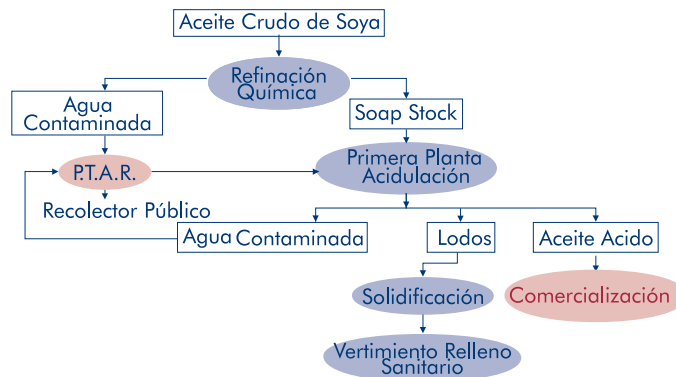 Aceite Crudo de Soya
Refinación
Química
Agua
Contaminada
Soap Stock
Primera Planta
Acidulación
P.T.A.R.
Recolector Público
Agua Contaminada
Lodos
Aceite Acido
Solidificación
Comercialización
Vertimiento Relleno
Sanitario